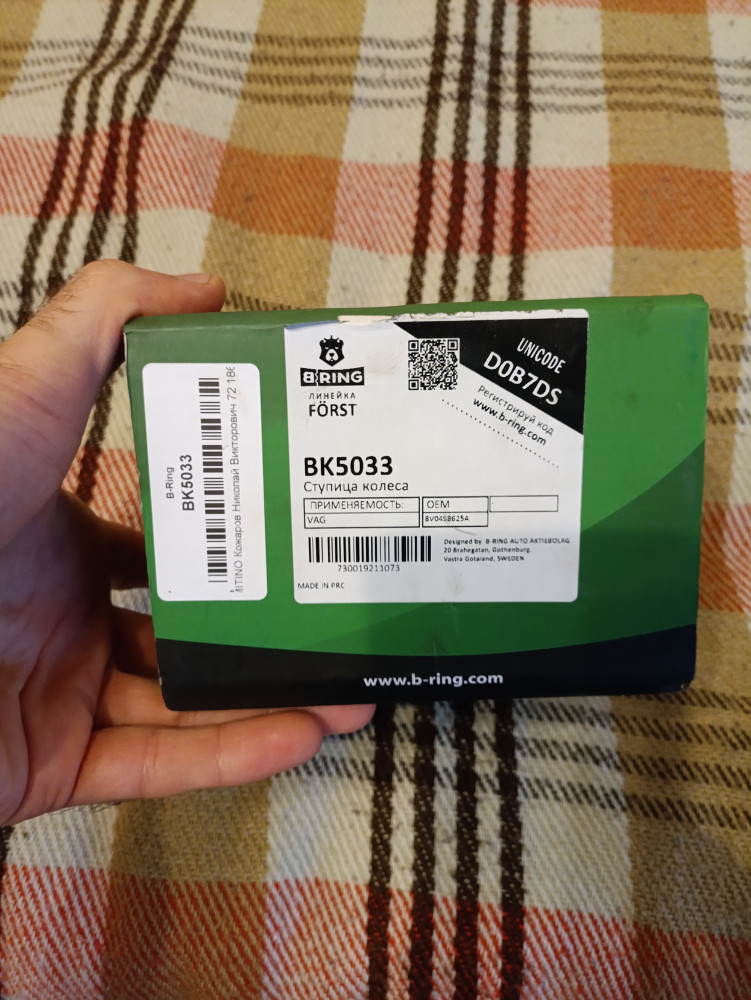 B-Ring
BK5033
MITINO Кожаров Николай Викторович 72 186
B-RING
ЛИНЕЙКА
FÖRST
UNICODE
D0B7DS
Регистрируй код
www.b-ring.com
BK5033
Ступица колеса
ПРИМЕНЯЕМОСТЬ: OEM
VAG 8V0498625A
730019211073
Designed by B-RING AUTO AKTIEBOLAG
20 Brahegatan, Gothenburg,
Vastra Gotaland, SWEDEN
MADE IN PRC
www.b-ring.com